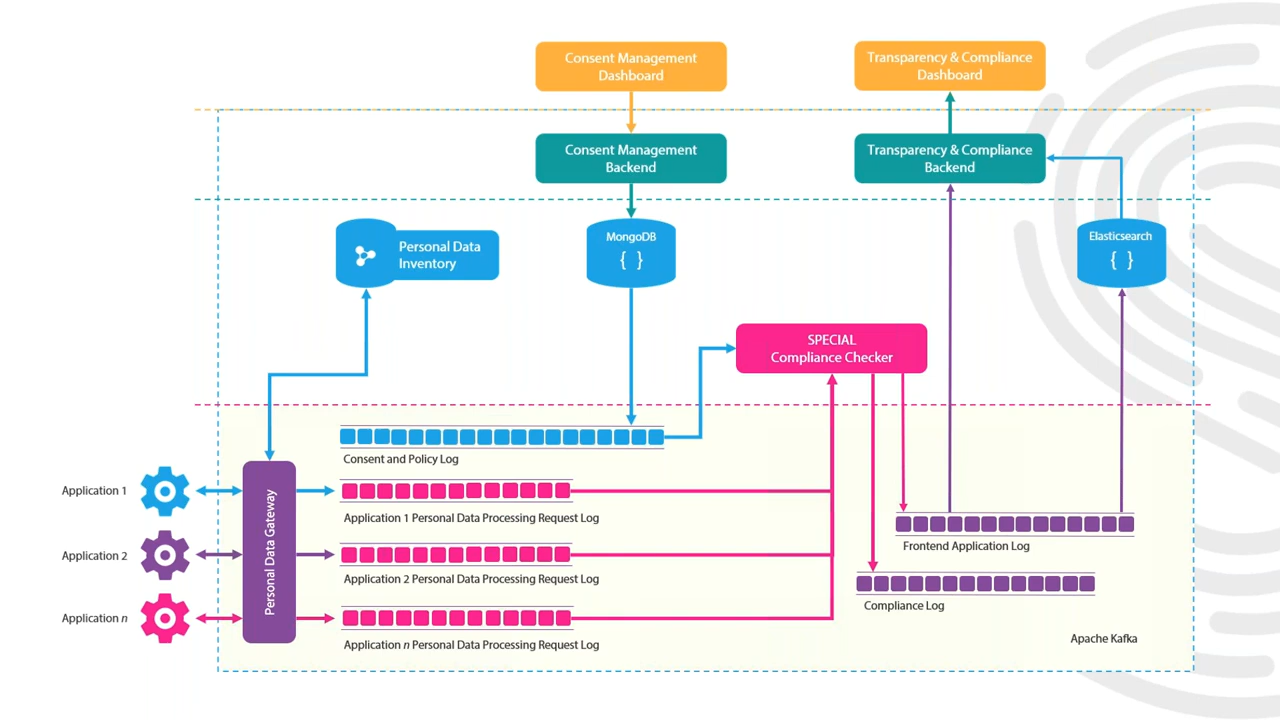 Consent Management
Dashboard
Transparency & Compliance
Dashboard
Consent Management
Backend
Transparency & Compliance
Backend
Personal Data
Inventory
MongoDB
{ }
Elasticsearch
{ }
SPECIAL
Compliance Checker
Consent and Policy Log
Application 1
Application 1 Personal Data Processing Request Log
Frontend Application Log
Application 2
Application 2 Personal Data Processing Request Log
Personal Data Gateway
Compliance Log
Application n
Application n Personal Data Processing Request Log
Apache Kafka